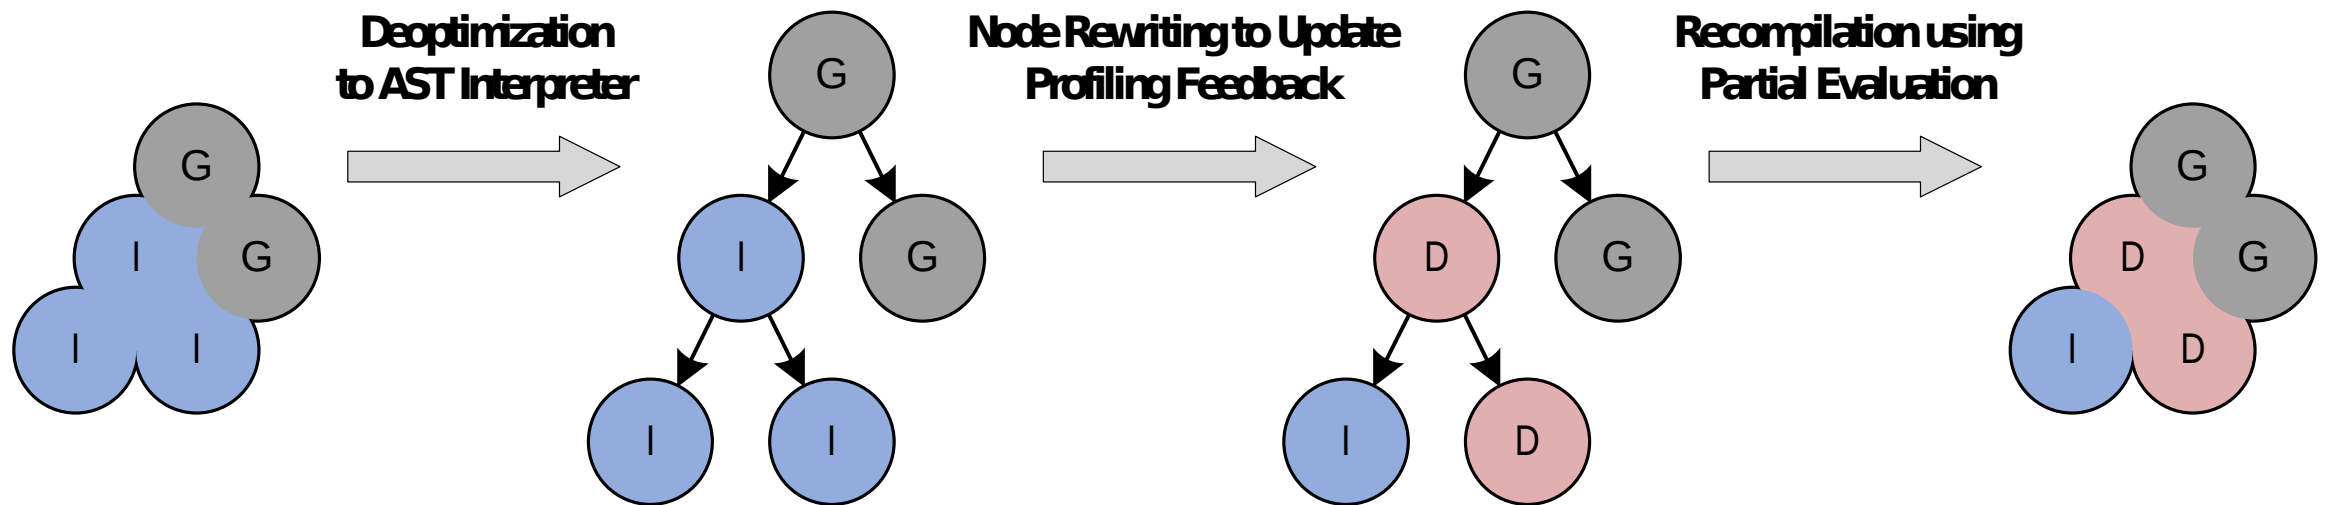 Deoptimization
to AST Interpreter
Node Rewriting to Update
Profiling Feedback
Recompilation using
Partial Evaluation
G
I
G
I
I
G
I
G
I
I
G
D
G
I
D
G
D
G
I
D